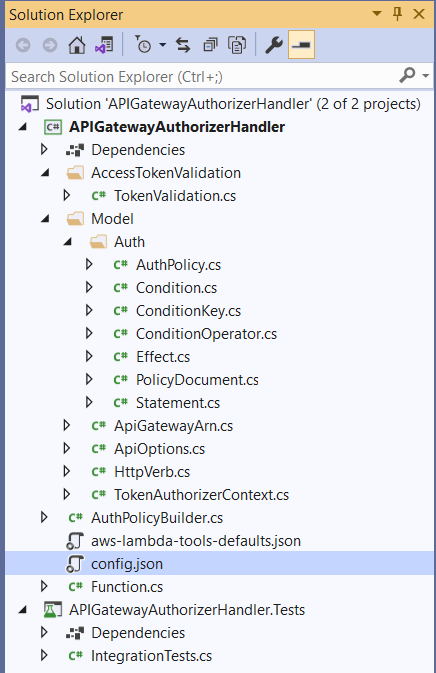 Solution Explorer
Search Solution Explorer (Ctrl+;)
Solution 'APIGatewayAuthorizerHandler' (2 of 2 projects)
C# APIGatewayAuthorizerHandler
Dependencies
AccessTokenValidation
C# TokenValidation.cs
Model
Auth
C# AuthPolicy.cs
C# Condition.cs
C# ConditionKey.cs
C# ConditionOperator.cs
C# Effect.cs
C# PolicyDocument.cs
C# Statement.cs
C# ApiGatewayArn.cs
C# ApiOptions.cs
C# HttpVerb.cs
C# TokenAuthorizerContext.cs
C# AuthPolicyBuilder.cs
aws-lambda-tools-defaults.json
config.json
C# Function.cs
APIGatewayAuthorizerHandler.Tests
Dependencies
C# IntegrationTests.cs